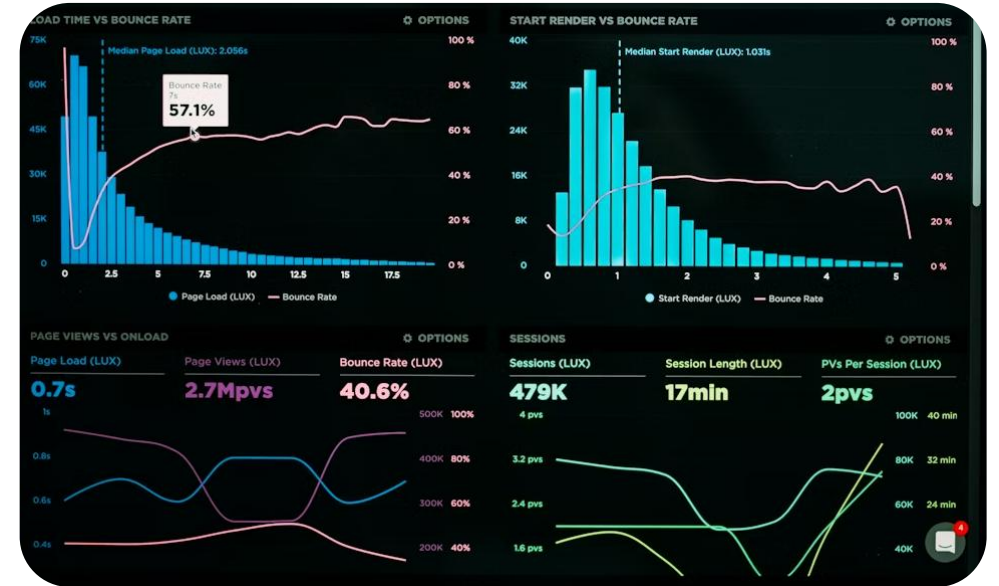 LOAD TIME VS BOUNCE RATE
OPTIONS
75K
60K
45K
30K
15K
0
Median Page Load (LUX): 2.056s
Bounce Rate
7s
57.1%
100 %
80 %
60 %
40 %
20 %
0 %
0 2.5 5 7.5 10 12.5 15 17.5
Page Load (LUX) Bounce Rate
START RENDER VS BOUNCE RATE
OPTIONS
40K
32K
24K
16K
8K
0
Median Start Render (LUX): 1.031s
100 %
80 %
60 %
40 %
20 %
0 %
0 1 2 3 4 5
Start Render (LUX) Bounce Rate
PAGE VIEWS VS ONLOAD
OPTIONS
Page Load (LUX)
0.7s
Page Views (LUX)
2.7Mpvs
Bounce Rate (LUX)
40.6%
1s
0.8s
0.6s
0.4s
500K 100%
400K 80%
300K 60%
200K 40%
SESSIONS
OPTIONS
Sessions (LUX)
479K
Session Length (LUX)
17min
PVs Per Session (LUX)
2pvs
4 pvs
3.2 pvs
2.4 pvs
1.6 pvs
100K 40 min
80K 32 min
60K 24 min
40K
4